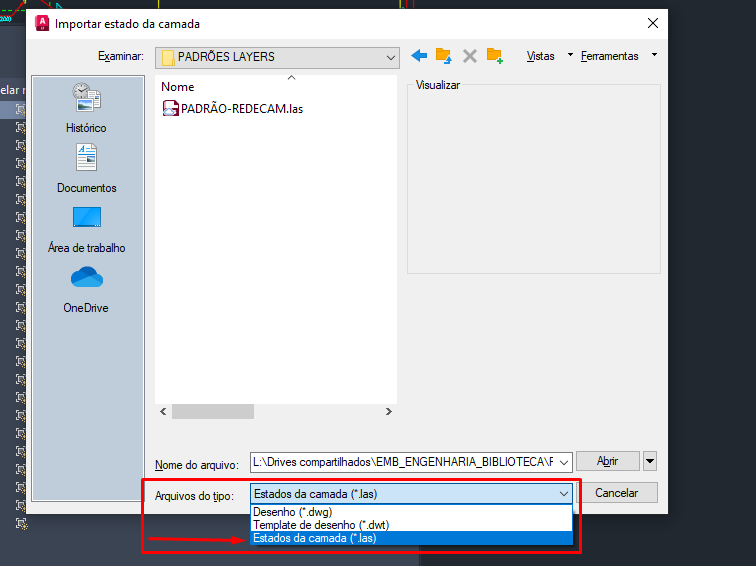 Importar estado da camada
Examinar:
PADRÕES LAYERS
Vistas
Ferramentas
elar r
Nome
PADRÃO-REDECAM.las
Visualizar
Histórico
Documentos
Área de trabalho
OneDrive
Nome do arquivo:
L:\Drives compartilhados\EMB_ENGENHARIA_BIBLIOTECA\F
Abrir
Arquivos do tipo:
Estados da camada (*.las)
Cancelar
Desenho (*.dwg)
Template de desenho (*.dwt)
Estados da camada (*.las)